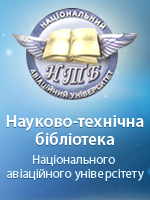 НАЦІОНАЛЬНИЙ
НТБ
АВІАЦІЙНИЙ УНІВЕРСИТЕТ
Науково-технічна
бібліотека
Національного
авіаційного університету